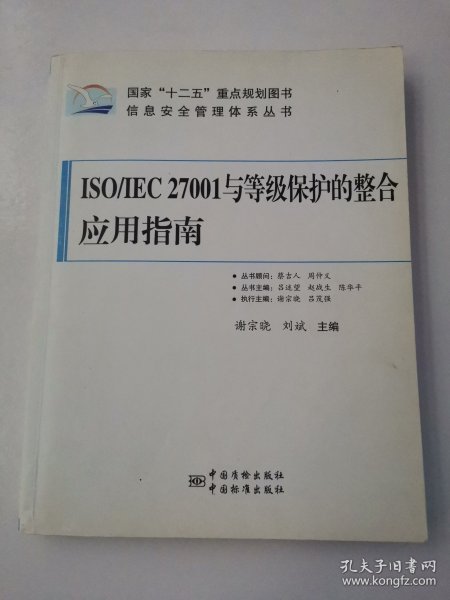 国家“十二五”重点规划图书
信息安全管理体系丛书
ISO/IEC 27001与等级保护的整合
应用指南
● 丛书顾问：蔡吉人 周仲义
● 丛书主编：吕述望 赵战生 陈华平
● 执行主编：谢宗晓 吕茂强
谢宗晓 刘斌 主编
中国质检出版社
中国标准出版社
孔夫子旧书网
www.kongfz.com